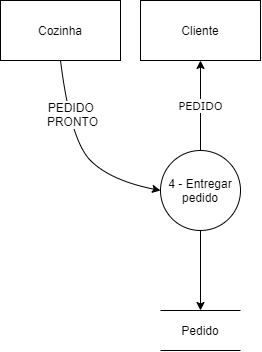 Cozinha
Cliente
PEDIDO
PRONTO
PEDIDO
4 - Entregar
pedido
Pedido